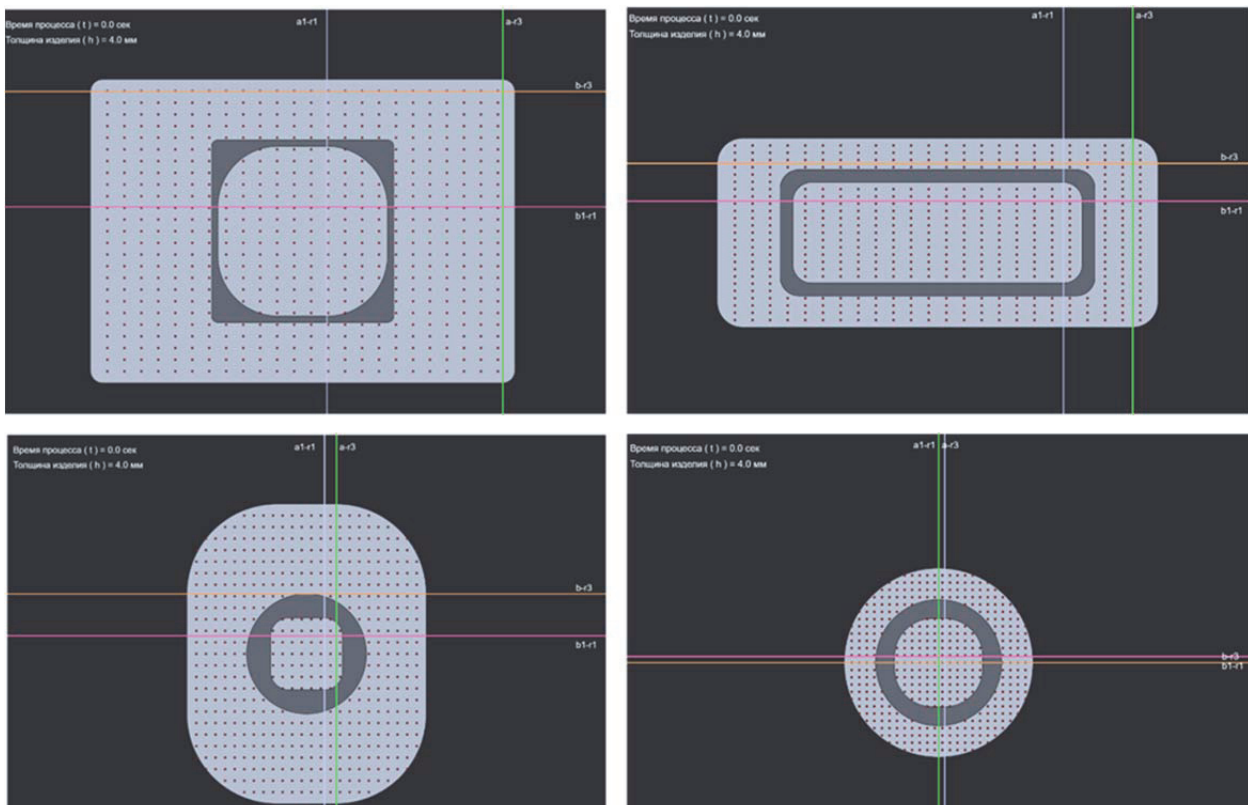 Время процесса ( t ) = 0.0 сек
Толщина изделия ( h ) = 4.0 мм
a1-r1
a-r3
b-r3
b1-r1
Время процесса ( t ) = 0.0 сек
Толщина изделия ( h ) = 4.0 мм
a1-r1
a-r3
b-r3
b1-r1
Время процесса ( t ) = 0.0 сек
Толщина изделия ( h ) = 4.0 мм
a1-r1
a-r3
b-r3
b1-r1
Время процесса ( t ) = 0.0 сек
Толщина изделия ( h ) = 4.0 мм
a1-r1
a-r3
b-r3
b1-r1